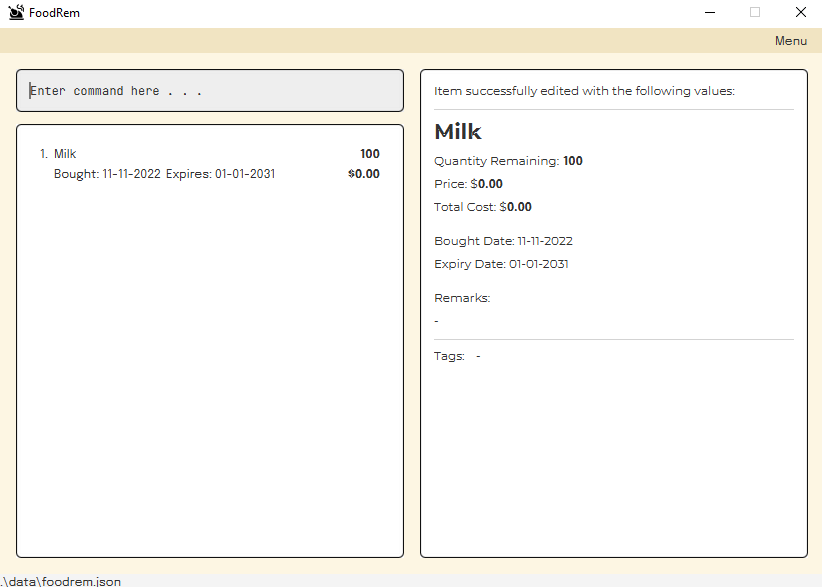 FoodRem
Menu
Enter command here . . .
1. Milk 100
Bought: 11-11-2022 Expires: 01-01-2031 $0.00
Item successfully edited with the following values:
Milk
Quantity Remaining: 100
Price: $0.00
Total Cost: $0.00
Bought Date: 11-11-2022
Expiry Date: 01-01-2031
Remarks:
-
Tags: -
.\data\foodrem.json